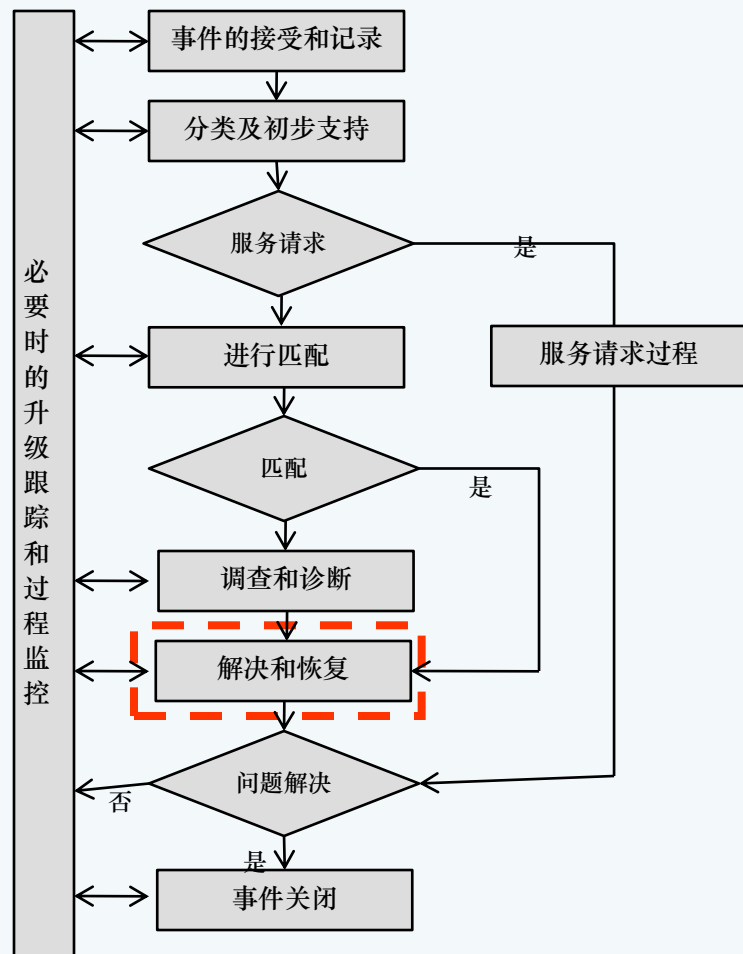 事件的接受和记录
分类及初步支持
服务请求
是
进行匹配
服务请求过程
匹配
是
调查和诊断
解决和恢复
问题解决
否
是
事件关闭
必要时的升级跟踪和过程监控